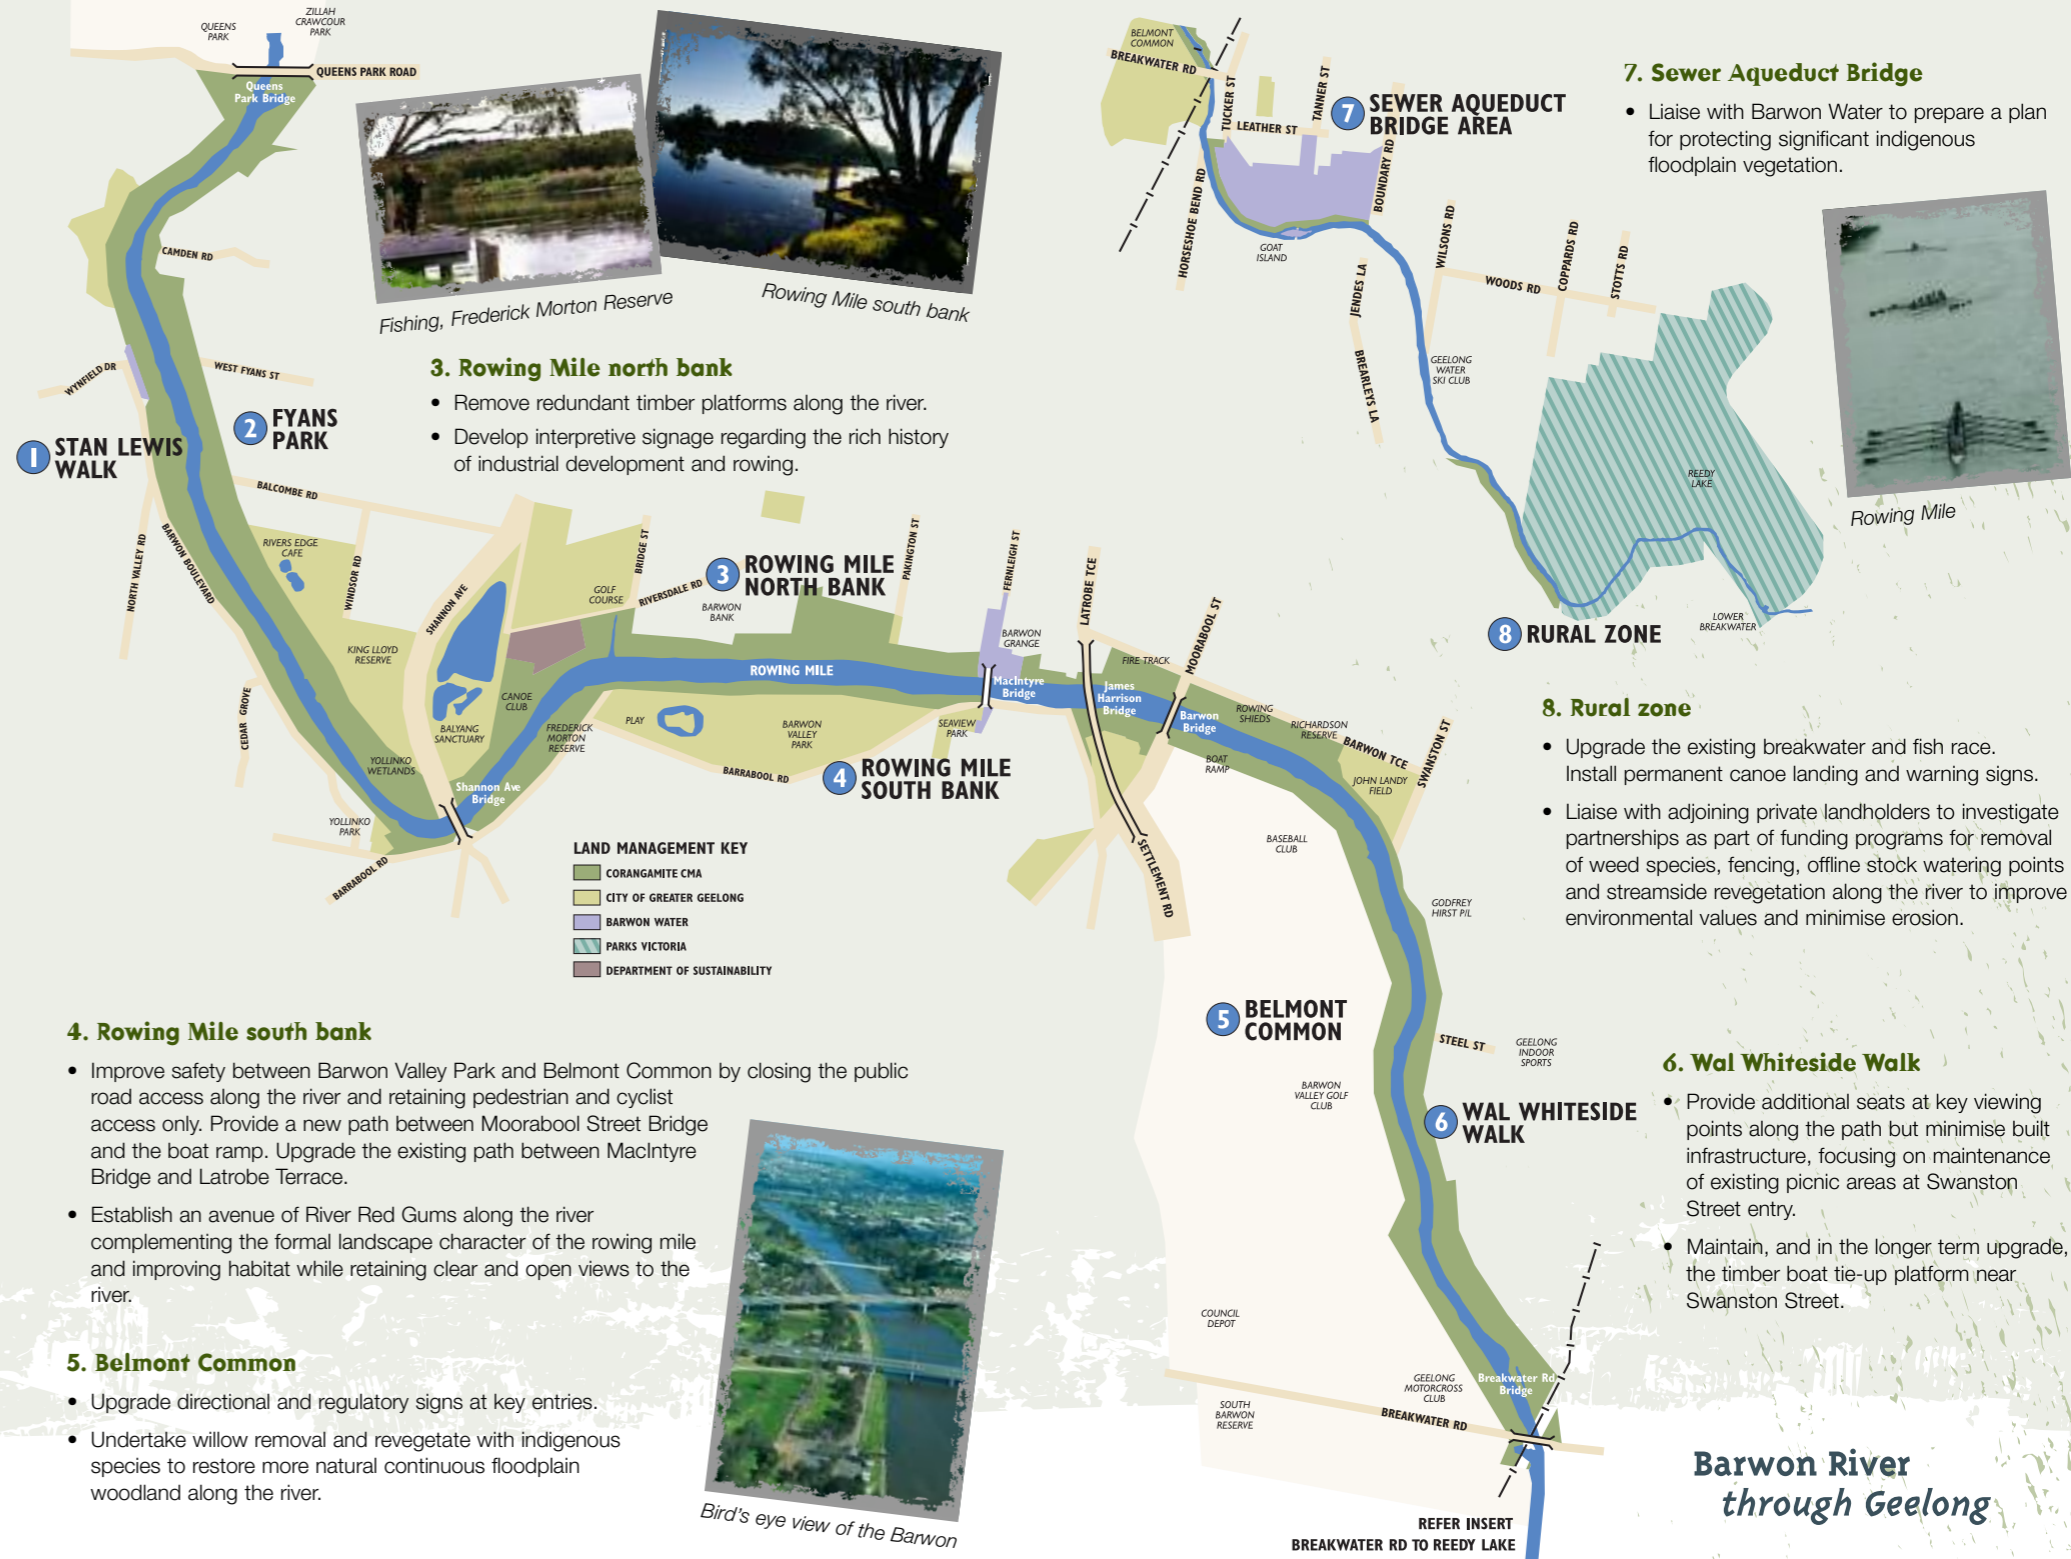 QUEENS
PARK
ZILLAH
CRAWCOUR
PARK
QUEENS PARK ROAD
Queens
Park Bridge
CAMDEN RD
WYNFIELD DR
WEST FYANS ST
1 STAN LEWIS
WALK
2 FYANS
PARK
BALCOMBE RD
NORTH VALLEY RD
BARWON BOULEVARD
RIVERS EDGE
CAFE
WINDSOR RD
SHANNON AVE
KING LLOYD
RESERVE
CEDAR GROVE
YOLLINKO
WETLANDS
YOLLINKO
PARK
BARRABOOL RD
BALYANG
SANCTUARY
Shannon Ave
Bridge
CANOE
CLUB
FREDERICK
MORTON
RESERVE
GOLF
COURSE
BRIDGE ST
RIVERSDALE RD
3 ROWING MILE
NORTH BANK
BARWON
BANK
PAKINGTON ST
FERNLEIGH ST
BARWON
GRANGE
LATROBE TCE
ROWING MILE
PLAY
BARWON
VALLEY
PARK
SEAVIEW
PARK
BARRABOOL RD
4 ROWING MILE
SOUTH BANK
MacIntyre
Bridge
James
Harrison
Bridge
FIRE TRACK
MOORABOOL ST
Barwon
Bridge
ROWING
SHIEDS
RICHARDSON
RESERVE
BARWON TCE
SWANSTON ST
BOAT
RAMP
JOHN LANDY
FIELD
BASEBALL
CLUB
SETTLEMENT RD
GODFREY
HIRST P/L
5 BELMONT
COMMON
STEEL ST
GEELONG
INDOOR
SPORTS
BARWON
VALLEY GOLF
CLUB
6 WAL WHITESIDE
WALK
COUNCIL
DEPOT
GEELONG
MOTORCROSS
CLUB
Breakwater Rd
Bridge
SOUTH
BARWON
RESERVE
BREAKWATER RD
REFER INSERT
BREAKWATER RD TO REEDY LAKE
Fishing, Frederick Morton Reserve
Rowing Mile south bank
3. Rowing Mile north bank
• Remove redundant timber platforms along the river.
• Develop interpretive signage regarding the rich history
of industrial development and rowing.
LAND MANAGEMENT KEY
CORANGAMITE CMA
CITY OF GREATER GEELONG
BARWON WATER
PARKS VICTORIA
DEPARTMENT OF SUSTAINABILITY
4. Rowing Mile south bank
• Improve safety between Barwon Valley Park and Belmont Common by closing the public
road access along the river and retaining pedestrian and cyclist
access only. Provide a new path between Moorabool Street Bridge
and the boat ramp. Upgrade the existing path between MacIntyre
Bridge and Latrobe Terrace.
• Establish an avenue of River Red Gums along the river
complementing the formal landscape character of the rowing mile
and improving habitat while retaining clear and open views to the
river.
5. Belmont Common
• Upgrade directional and regulatory signs at key entries.
• Undertake willow removal and revegetate with indigenous
species to restore more natural continuous floodplain
woodland along the river.
Bird's eye view of the Barwon
BELMONT
COMMON
BREAKWATER RD
TUCKER ST
LEATHER ST
TANNER ST
7 SEWER AQUEDUCT
BRIDGE AREA
BOUNDARY RD
HORSESHOE BEND RD
GOAT
ISLAND
JENDES LA
BREARLEYS LA
WILSONS RD
WOODS RD
COPPARDS RD
STOTTS RD
GEELONG
WATER
SKI CLUB
REEDY
LAKE
LOWER
BREAKWATER
8 RURAL ZONE
7. Sewer Aqueduct Bridge
• Liaise with Barwon Water to prepare a plan
for protecting significant indigenous
floodplain vegetation.
Rowing Mile
8. Rural zone
• Upgrade the existing breakwater and fish race.
Install permanent canoe landing and warning signs.
• Liaise with adjoining private landholders to investigate
partnerships as part of funding programs for removal
of weed species, fencing, offline stock watering points
and streamside revegetation along the river to improve
environmental values and minimise erosion.
6. Wal Whiteside Walk
• Provide additional seats at key viewing
points along the path but minimise built
infrastructure, focusing on maintenance
of existing picnic areas at Swanston
Street entry.
• Maintain, and in the longer term upgrade,
the timber boat tie-up platform near
Swanston Street.
Barwon River
through Geelong